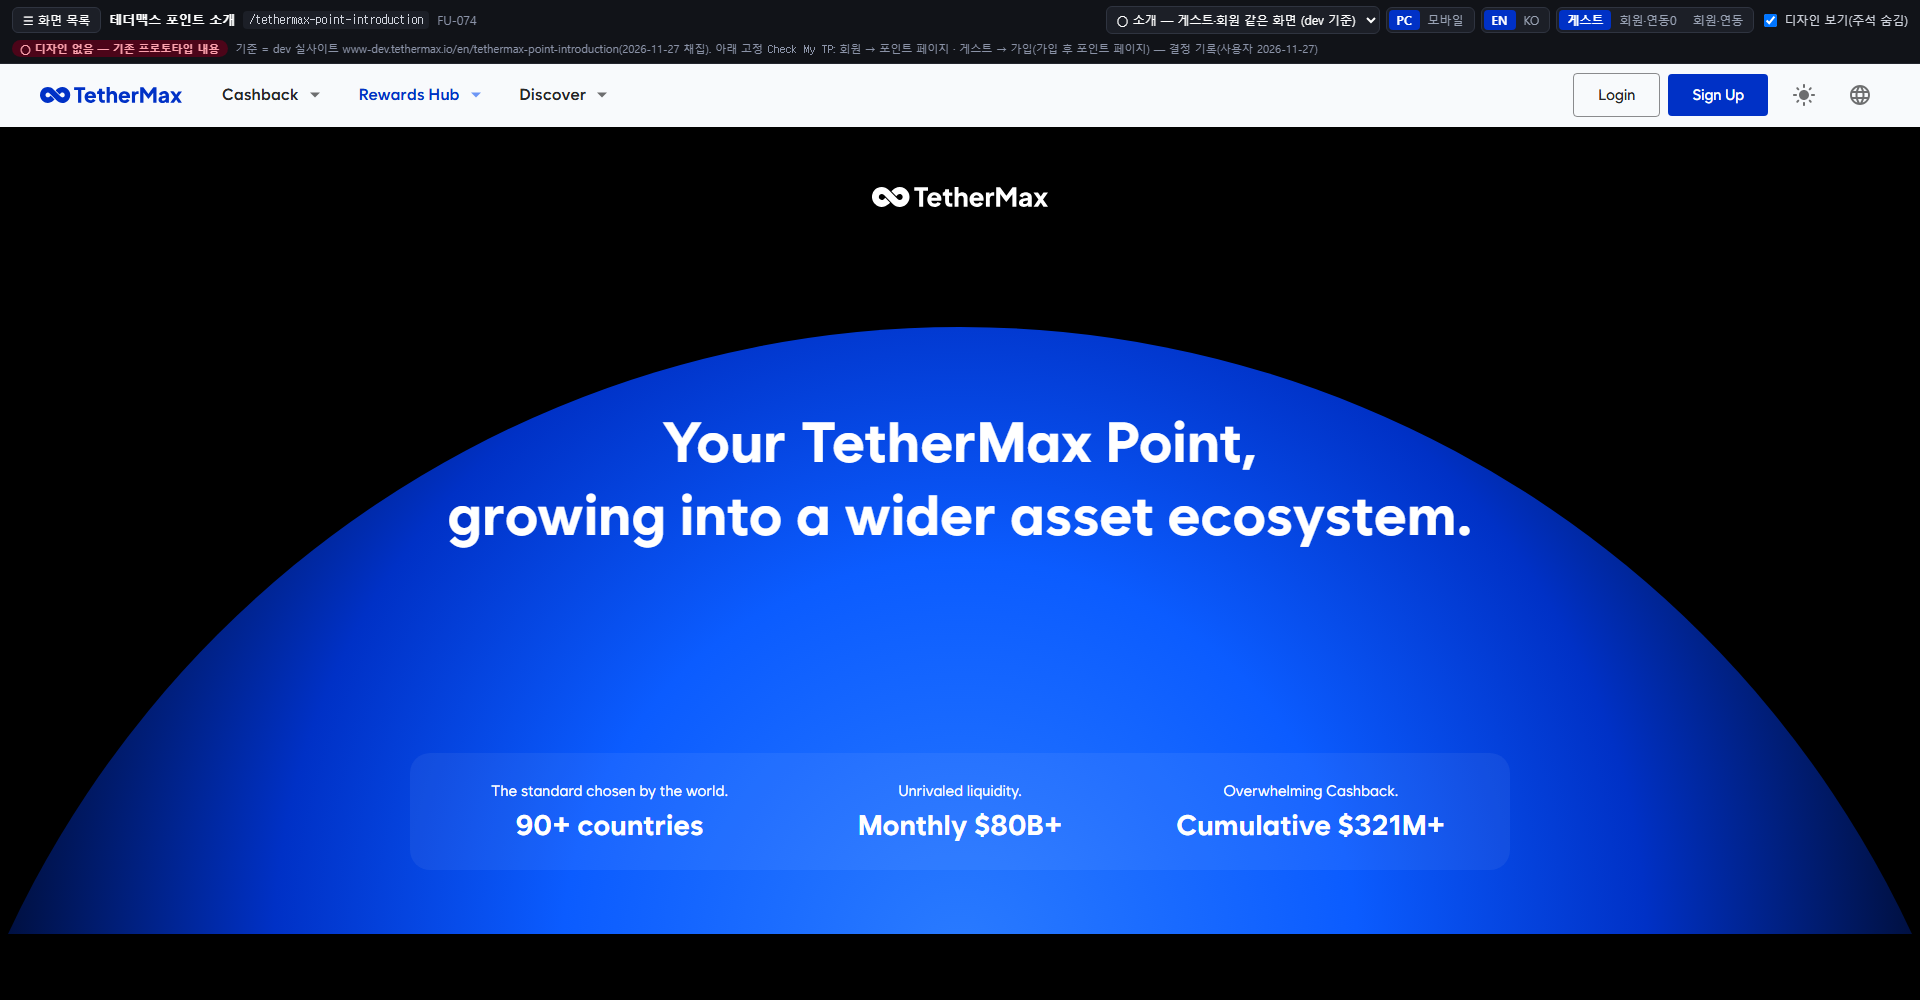 ☰ 화면 목록 테더맥스 포인트 소개 /tethermax-point-introduction FU-074
○ 소개 — 게스트·회원 같은 화면 (dev 기준) PC 모바일 EN KO 게스트 회원·연동0 회원·연동 디자인 보기(주석 숨김)
○ 디자인 없음 — 기존 프로토타입 내용 기준 = dev 실사이트 www-dev.tethermax.io/en/tethermax-point-introduction(2026-11-27 채집). 아래 고정 Check My TP: 회원 → 포인트 페이지 · 게스트 → 가입(가입 후 포인트 페이지) — 결정 기록(사용자 2026-11-27)
TetherMax Cashback Rewards Hub Discover Login Sign Up
TetherMax
Your TetherMax Point,
growing into a wider asset ecosystem.
The standard chosen by the world.
90+ countries
Unrivaled liquidity.
Monthly $80B+
Overwhelming Cashback.
Cumulative $321M+